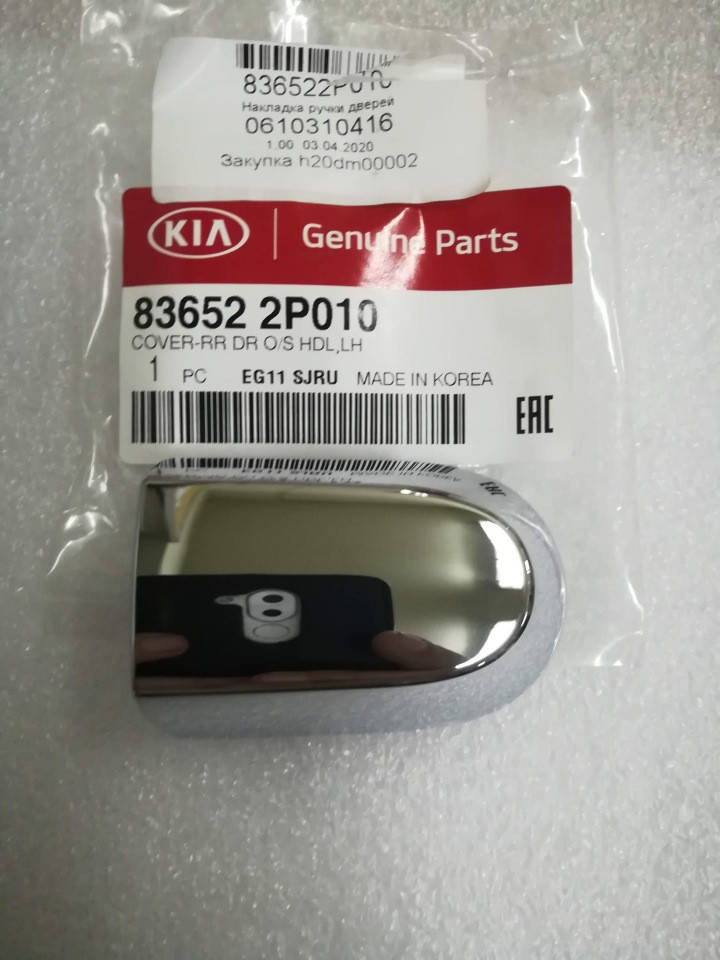 836522P010
Накладка ручки дверей
0610310416
1.00 03.04.2020
Закупка h20dm00002
KIA Genuine Parts
83652 2P010
COVER-RR DR O/S HDL,LH
1 PC EG11 SJRU MADE IN KOREA
EAC